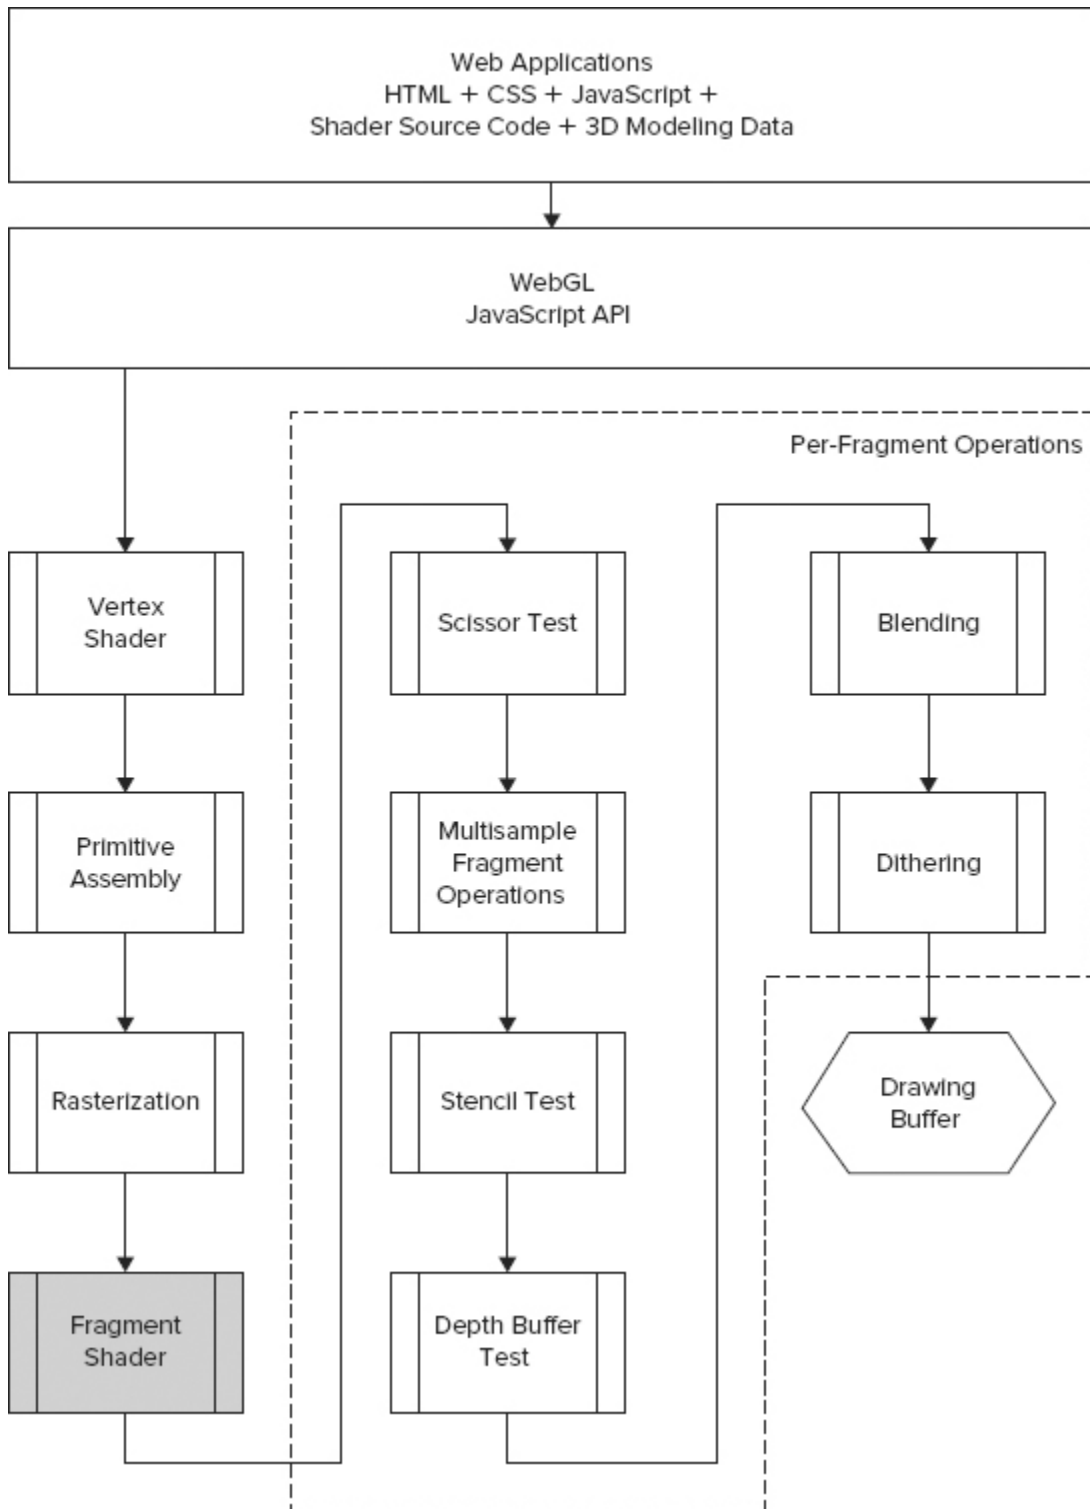 Web Applications
HTML + CSS + JavaScript +
Shader Source Code + 3D Modeling Data
WebGL
JavaScript API
Per-Fragment Operations
Vertex
Shader
Primitive
Assembly
Rasterization
Fragment
Shader
Scissor Test
Multisample
Fragment
Operations
Stencil Test
Depth Buffer
Test
Blending
Dithering
Drawing
Buffer